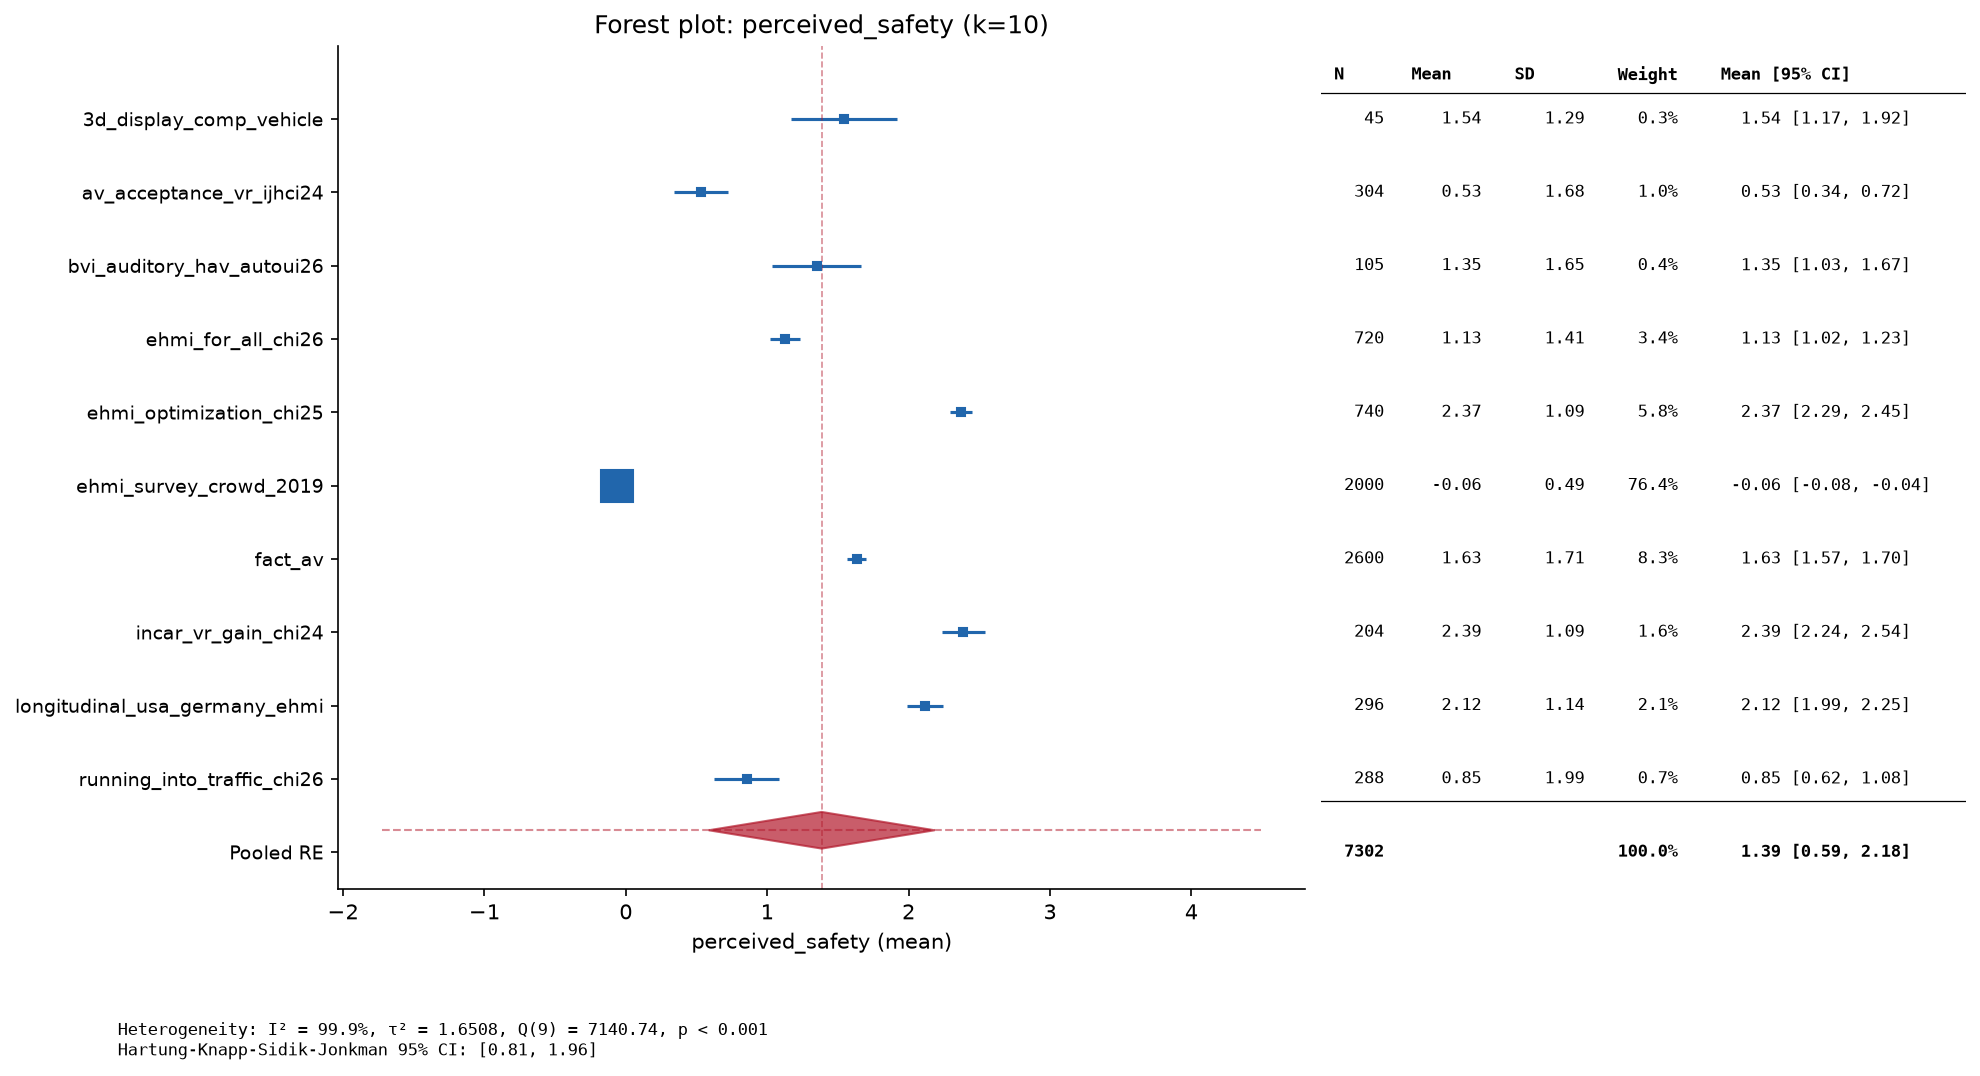 Forest plot: perceived_safety (k=10)
N Mean SD Weight Mean [95% CI]
3d_display_comp_vehicle 45 1.54 1.29 0.3% 1.54 [1.17, 1.92]
av_acceptance_vr_ijhci24 304 0.53 1.68 1.0% 0.53 [0.34, 0.72]
bvi_auditory_hav_autoui26 105 1.35 1.65 0.4% 1.35 [1.03, 1.67]
ehmi_for_all_chi26 720 1.13 1.41 3.4% 1.13 [1.02, 1.23]
ehmi_optimization_chi25 740 2.37 1.09 5.8% 2.37 [2.29, 2.45]
ehmi_survey_crowd_2019 2000 -0.06 0.49 76.4% -0.06 [-0.08, -0.04]
fact_av 2600 1.63 1.71 8.3% 1.63 [1.57, 1.70]
incar_vr_gain_chi24 204 2.39 1.09 1.6% 2.39 [2.24, 2.54]
longitudinal_usa_germany_ehmi 296 2.12 1.14 2.1% 2.12 [1.99, 2.25]
running_into_traffic_chi26 288 0.85 1.99 0.7% 0.85 [0.62, 1.08]
Pooled RE 7302 100.0% 1.39 [0.59, 2.18]
−2 −1 0 1 2 3 4
perceived_safety (mean)
Heterogeneity: I² = 99.9%, τ² = 1.6508, Q(9) = 7140.74, p < 0.001
Hartung-Knapp-Sidik-Jonkman 95% CI: [0.81, 1.96]